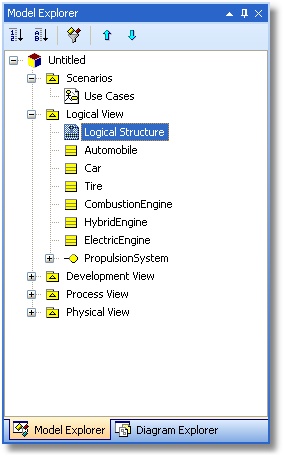 Model Explorer
Untitled
Scenarios
Use Cases
Logical View
Logical Structure
Automobile
Car
Tire
CombustionEngine
HybridEngine
ElectricEngine
PropulsionSystem
Development View
Process View
Physical View
Model Explorer Diagram Explorer